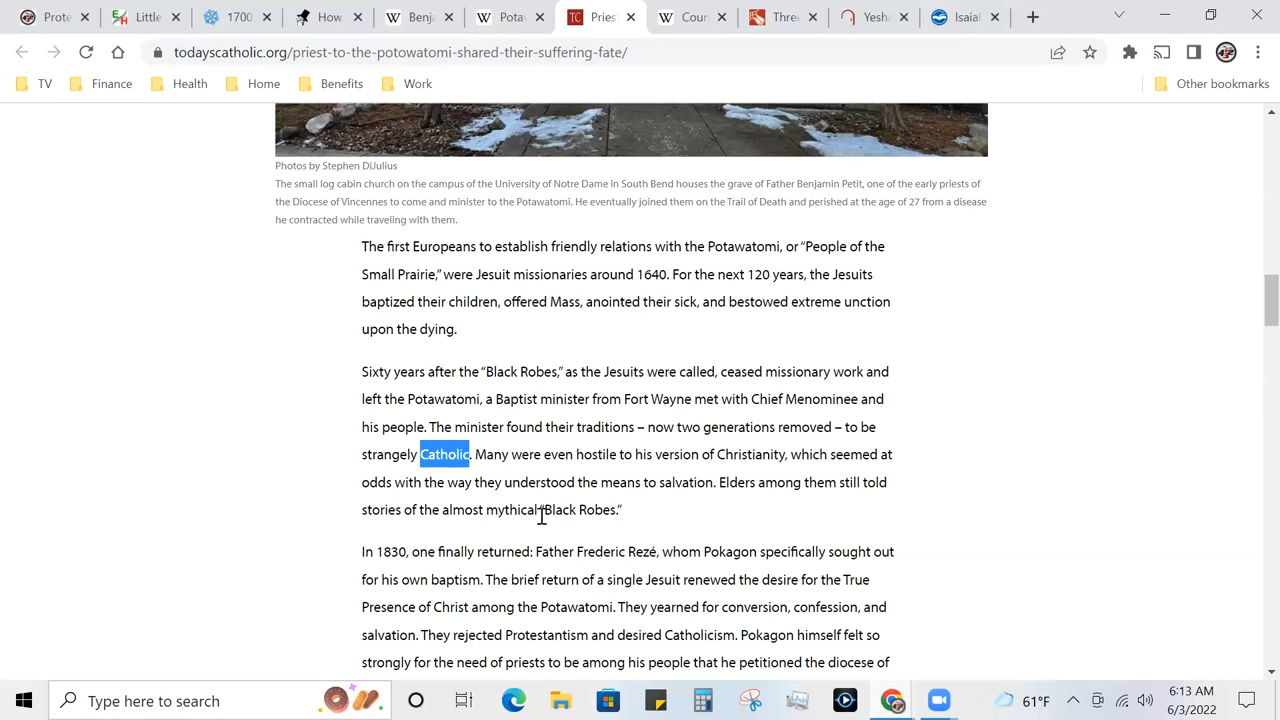 Prote
Little
1700
How
Benja
Potav
Pries
Coun
Three
Yesha
Isaiah
todayscatholic.org/priest-to-the-potowatomi-shared-their-suffering-fate/
TV
Finance
Health
Home
Benefits
Work
Other bookmarks
Photos by Stephen DiJulius
The small log cabin church on the campus of the University of Notre Dame in South Bend houses the grave of Father Benjamin Petit, one of the early priests of
the Diocese of Vincennes to come and minister to the Potawatomi. He eventually joined them on the Trail of Death and perished at the age of 27 from a disease
he contracted while traveling with them.
The first Europeans to establish friendly relations with the Potawatomi, or “People of the
Small Prairie,” were Jesuit missionaries around 1640. For the next 120 years, the Jesuits
baptized their children, offered Mass, anointed their sick, and bestowed extreme unction
upon the dying.
Sixty years after the “Black Robes,” as the Jesuits were called, ceased missionary work and
left the Potawatomi, a Baptist minister from Fort Wayne met with Chief Menominee and
his people. The minister found their traditions – now two generations removed – to be
strangely Catholic. Many were even hostile to his version of Christianity, which seemed at
odds with the way they understood the means to salvation. Elders among them still told
stories of the almost mythical “Black Robes.”
In 1830, one finally returned: Father Frederic Rezé, whom Pokagon specifically sought out
for his own baptism. The brief return of a single Jesuit renewed the desire for the True
Presence of Christ among the Potawatomi. They yearned for conversion, confession, and
salvation. They rejected Protestantism and desired Catholicism. Pokagon himself felt so
strongly for the need of priests to be among his people that he petitioned the diocese of
Type here to search
61°F
6:13 AM
6/3/2022